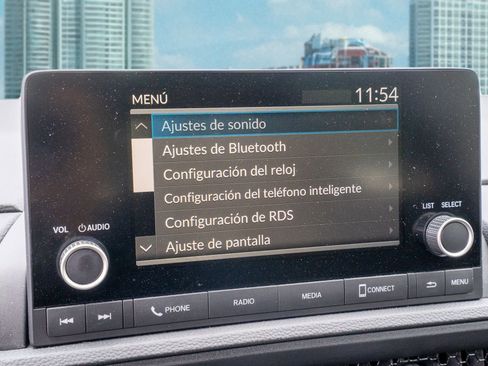 MENÚ 11:54
Ajustes de sonido
Ajustes de Bluetooth
Configuración del reloj
Configuración del teléfono inteligente
Configuración de RDS
Ajuste de pantalla
VOL AUDIO
LIST SELECT
PHONE RADIO MEDIA CONNECT MENU